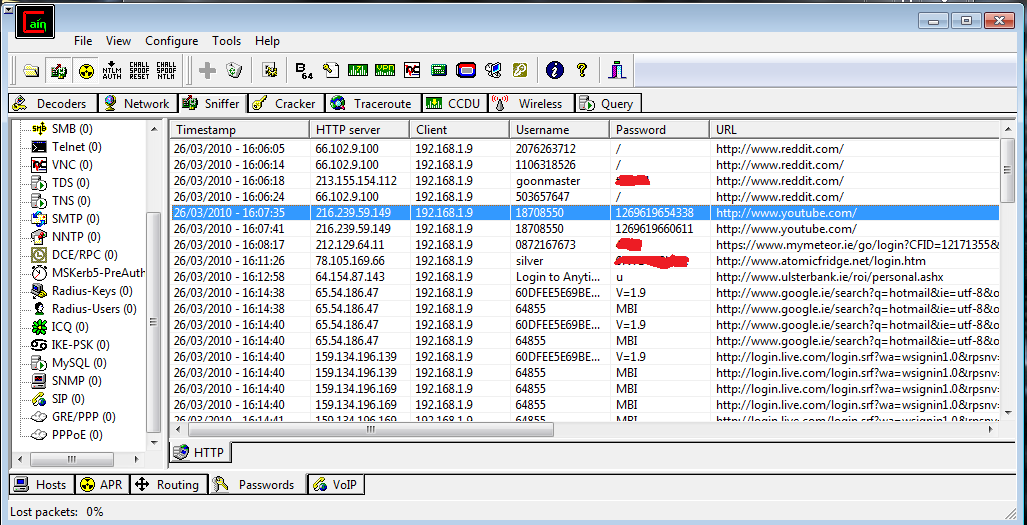 Cain
File View Configure Tools Help
NTLM AUTH CHALL SPOOF RESET CHALL SPOOF NTLM B64
Decoders Network Sniffer Cracker Traceroute CCDU Wireless Query
SMB (0)
Telnet (0)
VNC (0)
TDS (0)
TNS (0)
SMTP (0)
NNTP (0)
DCE/RPC (0)
MSKerb5-PreAuth
Radius-Keys (0)
Radius-Users (0)
ICQ (0)
IKE-PSK (0)
MySQL (0)
SNMP (0)
SIP (0)
GRE/PPP (0)
PPPoE (0)
Timestamp HTTP server Client Username Password URL
26/03/2010 - 16:06:05 66.102.9.100 192.168.1.9 2076263712 / http://www.reddit.com/
26/03/2010 - 16:06:14 66.102.9.100 192.168.1.9 1106318526 / http://www.reddit.com/
26/03/2010 - 16:06:18 213.155.154.112 192.168.1.9 goonmaster http://www.reddit.com/
26/03/2010 - 16:06:24 66.102.9.100 192.168.1.9 503657647 / http://www.reddit.com/
26/03/2010 - 16:07:35 216.239.59.149 192.168.1.9 18708550 1269619654338 http://www.youtube.com/
26/03/2010 - 16:07:41 216.239.59.149 192.168.1.9 18708550 1269619660611 http://www.youtube.com/
26/03/2010 - 16:08:17 212.129.64.11 192.168.1.9 0872167673 https://www.mymeteor.ie/go/login?CFID=12171355&
26/03/2010 - 16:11:26 78.105.169.66 192.168.1.9 silver http://www.atomicfridge.net/login.htm
26/03/2010 - 16:12:58 64.154.87.143 192.168.1.9 Login to Anyti... u http://www.ulsterbank.ie/roi/personal.ashx
26/03/2010 - 16:14:38 65.54.186.47 192.168.1.9 60DFEE5E69BE... V=1.9 http://www.google.ie/search?q=hotmail&ie=utf-8&o
26/03/2010 - 16:14:38 65.54.186.47 192.168.1.9 64855 MBI http://www.google.ie/search?q=hotmail&ie=utf-8&o
26/03/2010 - 16:14:40 65.54.186.47 192.168.1.9 60DFEE5E69BE... V=1.9 http://www.google.ie/search?q=hotmail&ie=utf-8&o
26/03/2010 - 16:14:40 65.54.186.47 192.168.1.9 64855 MBI http://www.google.ie/search?q=hotmail&ie=utf-8&o
26/03/2010 - 16:14:40 159.134.196.139 192.168.1.9 60DFEE5E69BE... V=1.9 http://login.live.com/login.srf?wa=wsignin1.0&rpsnv=
26/03/2010 - 16:14:40 159.134.196.139 192.168.1.9 64855 MBI http://login.live.com/login.srf?wa=wsignin1.0&rpsnv=
26/03/2010 - 16:14:40 159.134.196.169 192.168.1.9 64855 MBI http://login.live.com/login.srf?wa=wsignin1.0&rpsnv=
26/03/2010 - 16:14:41 159.134.196.169 192.168.1.9 64855 MBI http://login.live.com/login.srf?wa=wsignin1.0&rpsnv=
HTTP
Hosts APR Routing Passwords VoIP
Lost packets: 0%